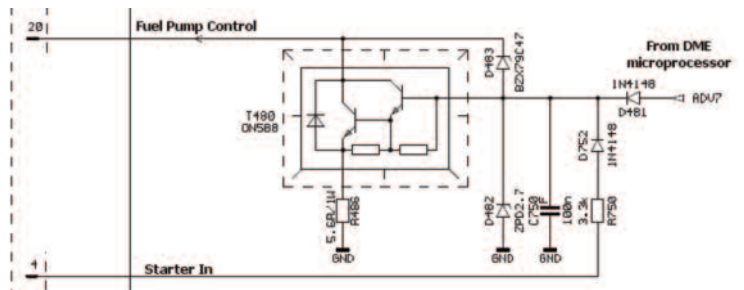 20
Fuel Pump Control
D483
BZX79C47
From DME
microprocessor
1N4148
ADV7
D481
T480
ON588
D752
1N4148
5.6R/1W
R486
D482
ZPD2.7
C750
F
100n
3.3k
R750
GND
GND
GND
4
Starter In